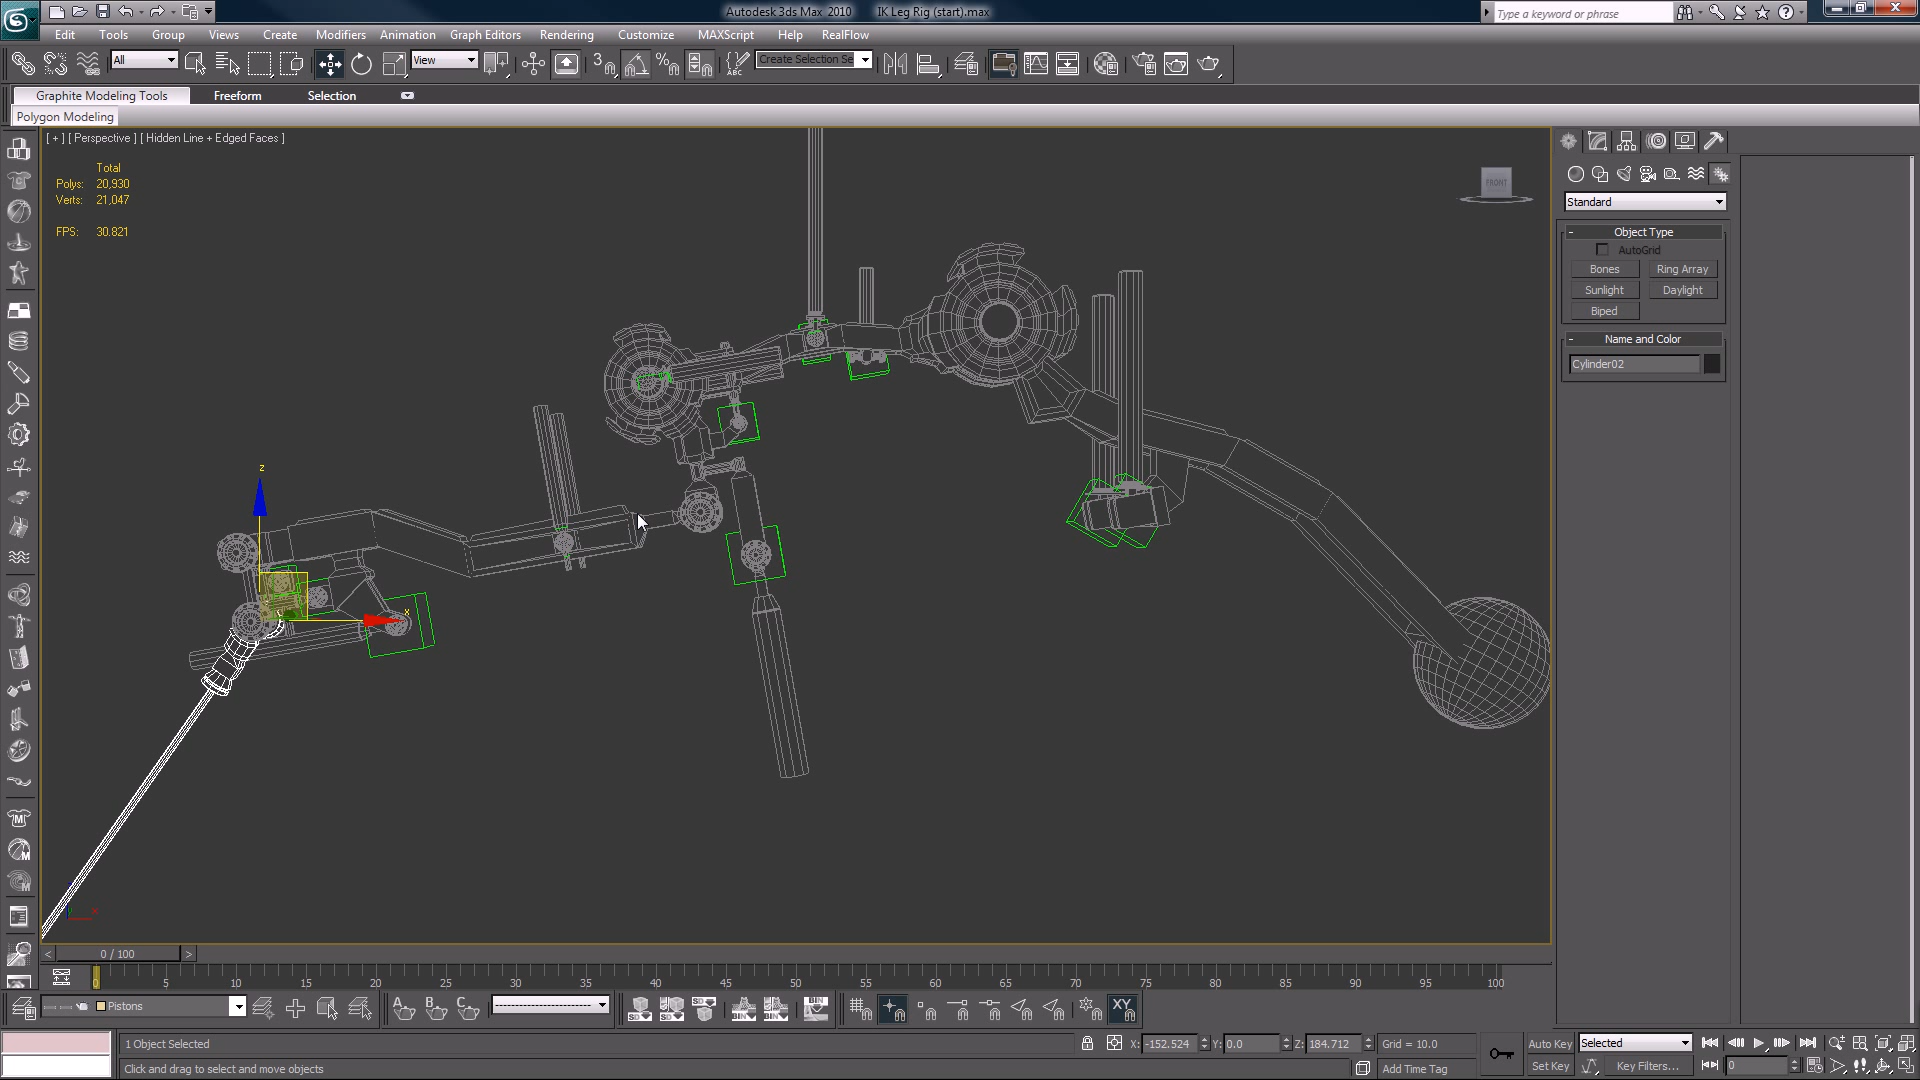 Autodesk 3ds Max 2010 IK Leg Rig (start).max
Type a keyword or phrase
Edit Tools Group Views Create Modifiers Animation Graph Editors Rendering Customize MAXScript Help RealFlow
All View Create Selection Se
Graphite Modeling Tools Freeform Selection
Polygon Modeling
[ + ] [ Perspective ] [ Hidden Line + Edged Faces ]
Total
Polys: 20,930
Verts: 21,047
FPS: 30.821
FRONT
Standard
- Object Type
AutoGrid
Bones Ring Array
Sunlight Daylight
Biped
- Name and Color
Cylinder02
z
x
< 0 / 100 >
0 5 10 15 20 25 30 35 40 45 50 55 60 65 70 75 80 85 90 95 100
Pistons A B C XY
1 Object Selected X: -152.524 Y: 0.0 Z: 184.712 Grid = 10.0 Auto Key Selected
Click and drag to select and move objects Add Time Tag Set Key Key Filters... 0